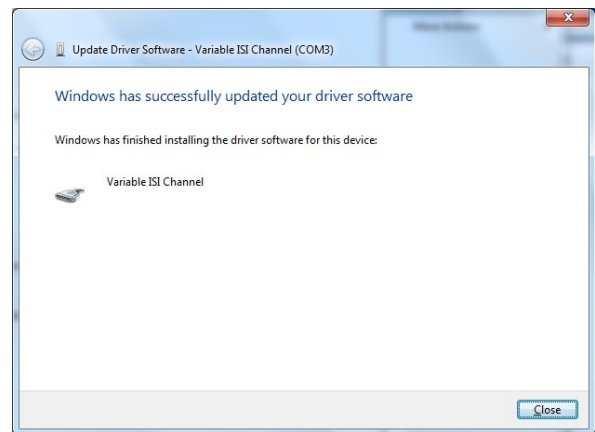 Update Driver Software - Variable ISI Channel (COM3)
Windows has successfully updated your driver software
Windows has finished installing the driver software for this device:
Variable ISI Channel
Close